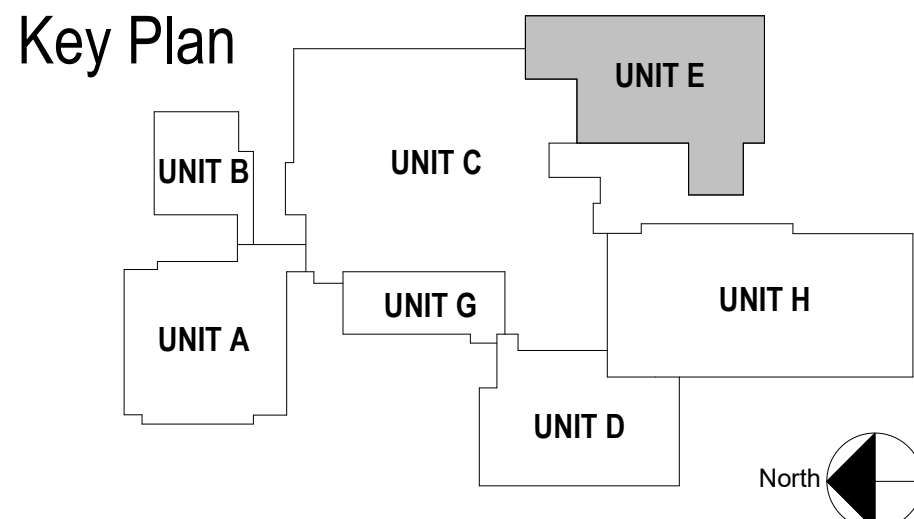 Key Plan
UNIT E
UNIT B
UNIT C
UNIT G
UNIT H
UNIT A
UNIT D
North